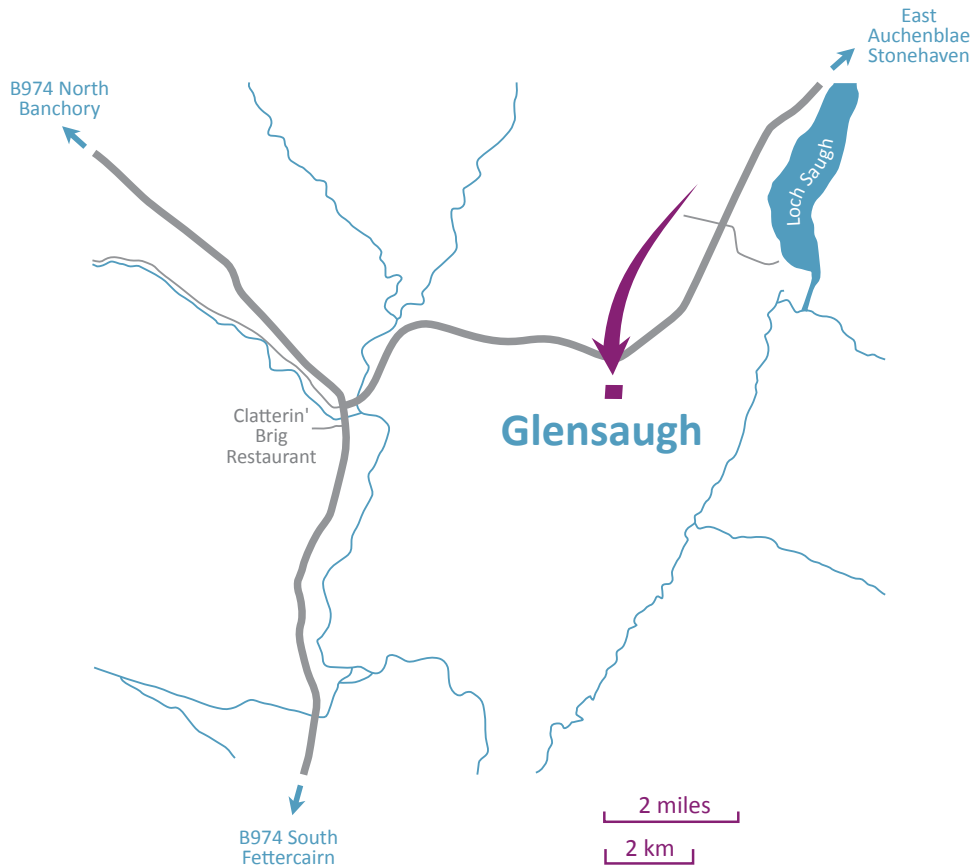 East
Auchenblae
Stonehaven
B974 North
Banchory
Loch Saugh
Clatterin'
Brig
Restaurant
Glensaugh
2 miles
2 km
B974 South
Fettercairn